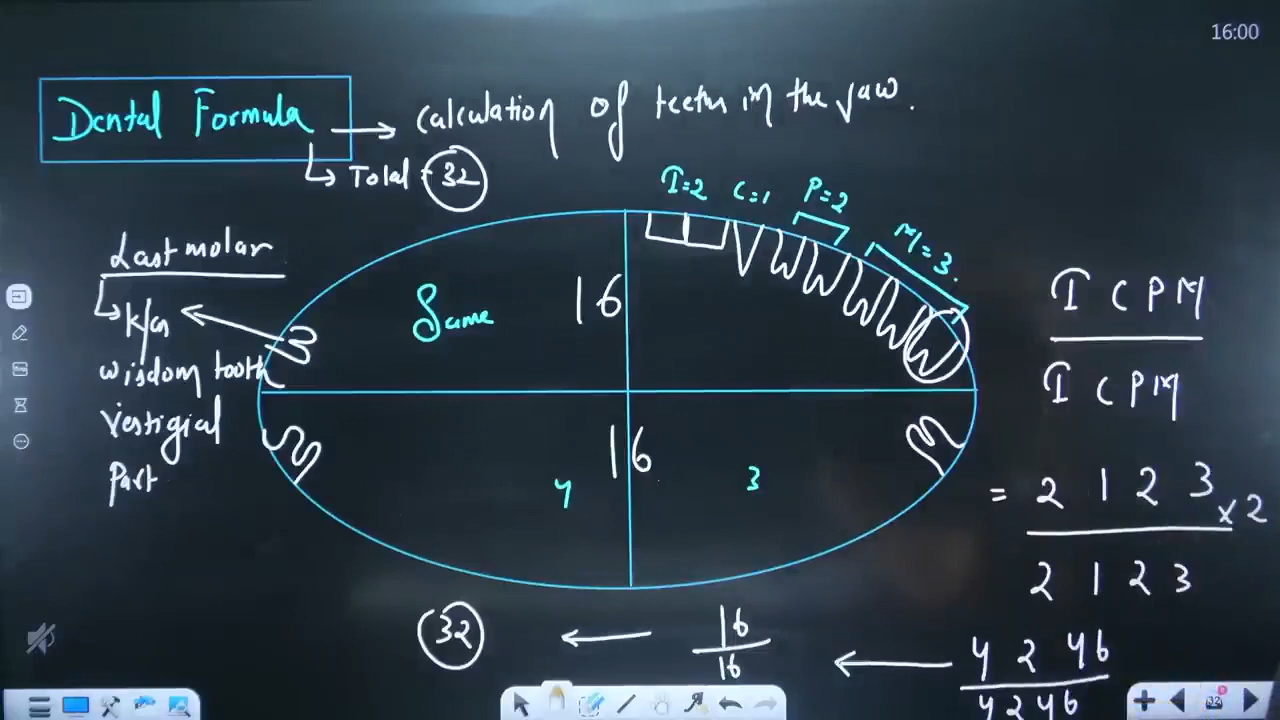 16:00
Dental Formula → Calculation of teeth in the Jaw.
↳ Total = 32
I=2 C=1 P=2 M=3.
Last molar
↳ K/as
wisdom tooth
Vestigial
Part
Same
16
16
4 3
I C P M
I C P M
= 2 1 2 3 × 2
2 1 2 3
4 2 4 6
4 2 4 6
← 16
16
← 32
32